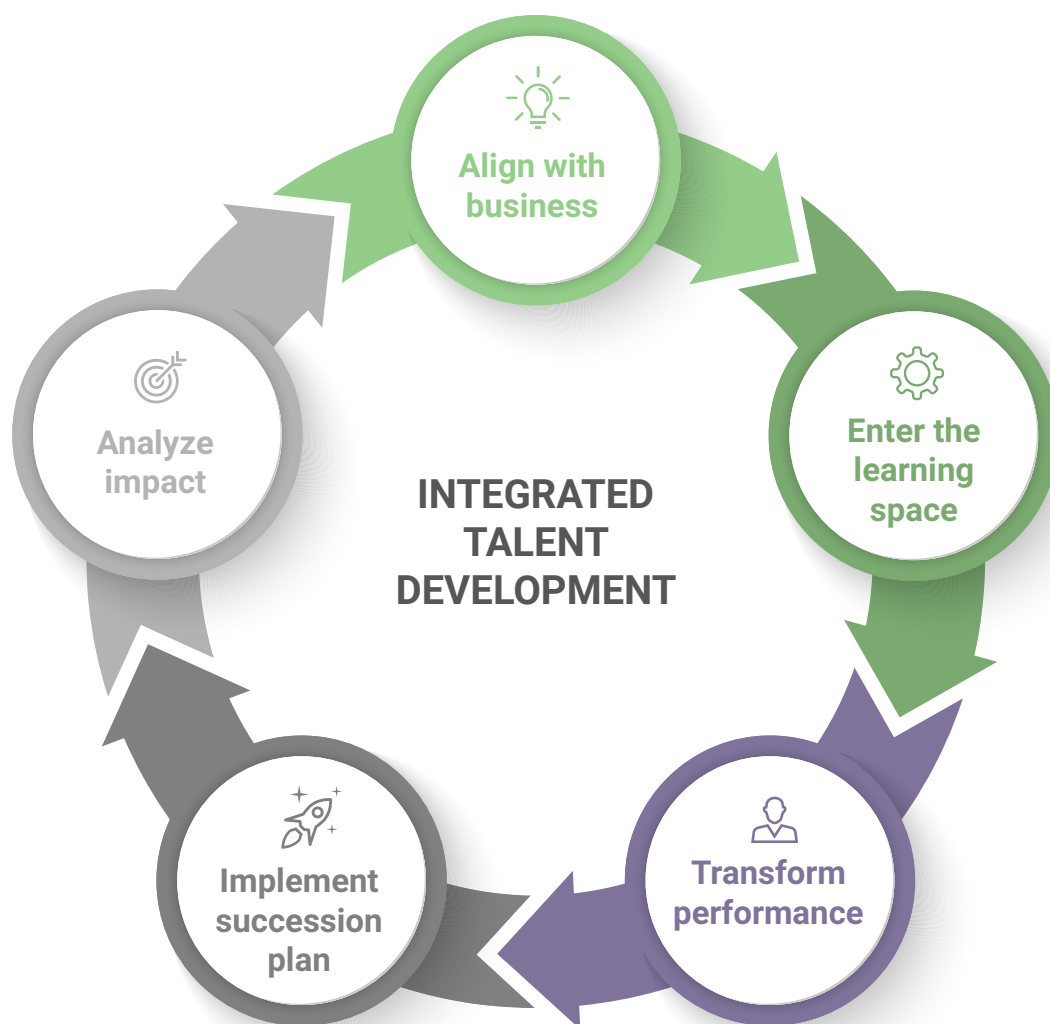 Align with
business
Enter the
learning
space
Transform
performance
Implement
succession
plan
Analyze
impact
INTEGRATED
TALENT
DEVELOPMENT